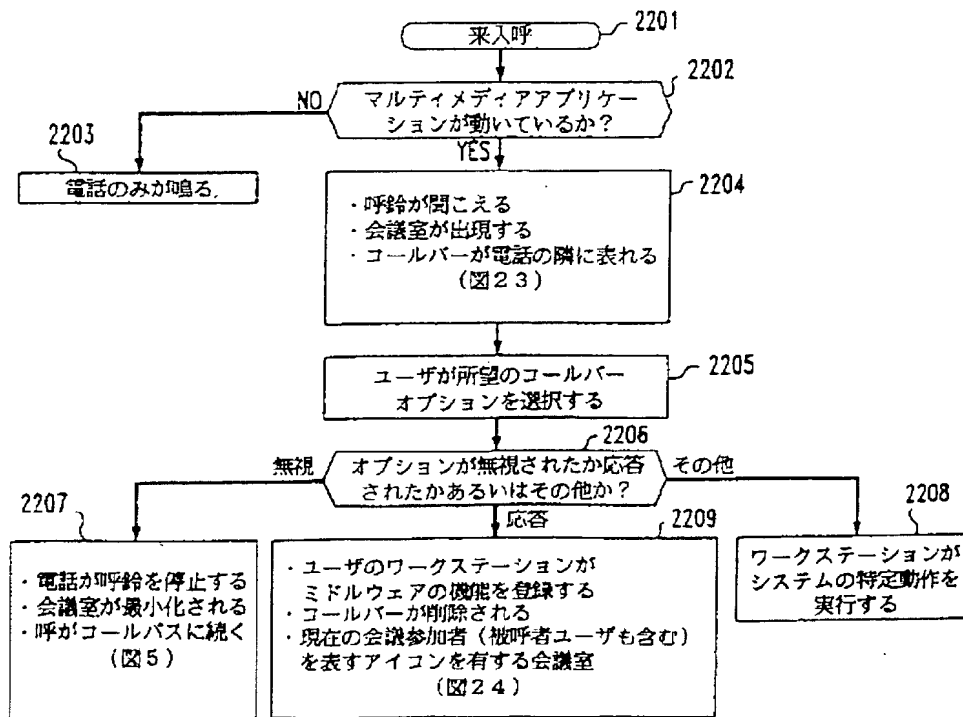 来入呼
2201
2202
マルティメディアアプリケー
ションが動いているか？
NO
YES
2203
電話のみが鳴る.
2204
・呼鈴が聞こえる
・会議室が出現する
・コールバーが電話の隣に表れる
(図２３)
2205
ユーザが所望のコールバー
オプションを選択する
2206
無視
オプションが無視されたか応答
されたかあるいはその他か？
その他
応答
2207
・電話が呼鈴を停止する
・会議室が最小化される
・呼がコールパスに続く
(図５)
2209
・ユーザのワークステーションが
ミドルウェアの機能を登録する
・コールバーが削除される
・現在の会議参加者（被呼者ユーザも含む）
を表すアイコンを有する会議室
(図２４)
2208
ワークステーションが
システムの特定動作を
実行する